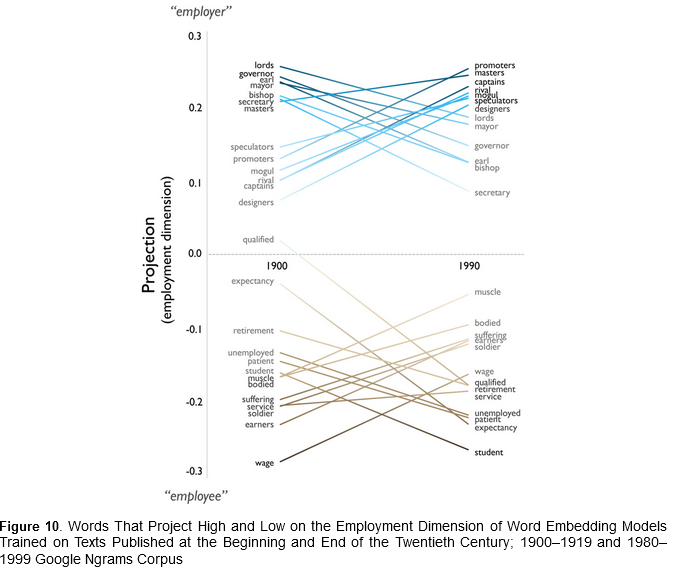 “employer”
0.3
0.2
0.1
0.0
-0.1
-0.2
-0.3
Projection
(employment dimension)
lords
governor
earl
mayor
bishop
secretary
masters
speculators
promoters
mogul
rival
captains
designers
qualified
1900
1990
expectancy
retirement
unemployed
patient
student
muscle
bodied
suffering
service
soldier
earners
wage
promoters
masters
captains
rival
mogul
speculators
designers
lords
mayor
governor
earl
bishop
secretary
muscle
bodied
suffering
earners
soldier
wage
qualified
retirement
service
unemployed
patient
expectancy
student
“employee”
Figure 10. Words That Project High and Low on the Employment Dimension of Word Embedding Models
Trained on Texts Published at the Beginning and End of the Twentieth Century; 1900–1919 and 1980–
1999 Google Ngrams Corpus